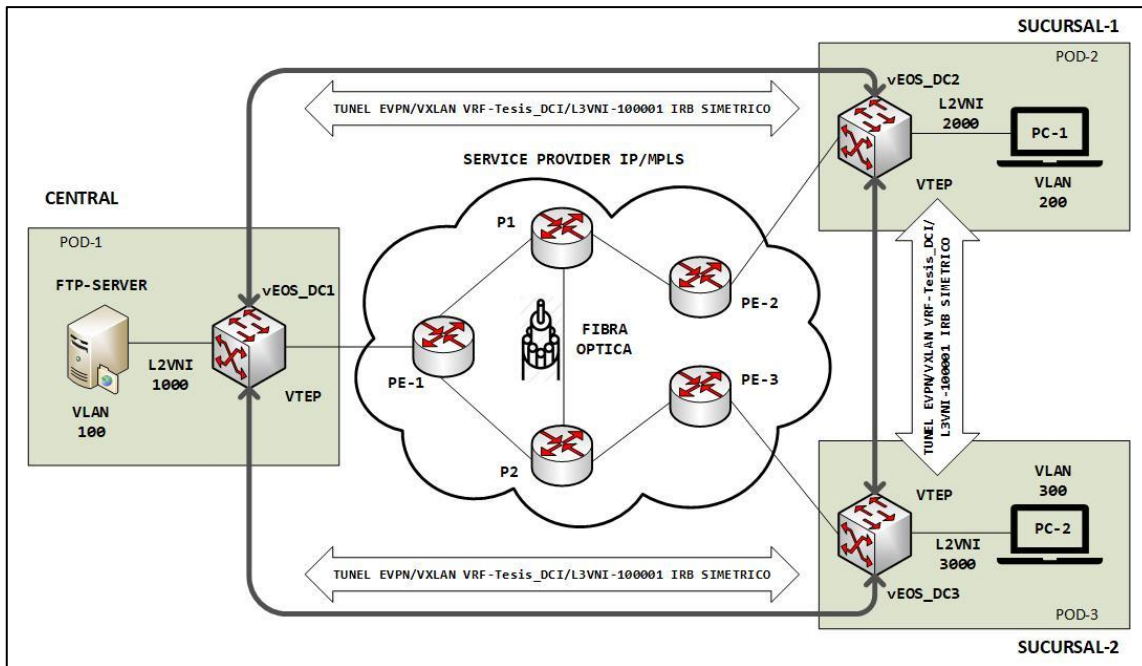 SUCURSAL-1
POD-2
vEOS_DC2
L2VNI
2000
PC-1
VTEP
VLAN
200
TUNEL EVPN/VXLAN VRF-Tesis_DCI/L3VNI-100001 IRB SIMETRICO
SERVICE PROVIDER IP/MPLS
CENTRAL
POD-1
FTP-SERVER
vEOS_DC1
L2VNI
1000
VTEP
VLAN
100
P1
PE-1
FIBRA
OPTICA
PE-2
PE-3
P2
TUNEL EVPN/VXLAN VRF-Tesis_DCI/
L3VNI-100001 IRB SIMETRICO
VTEP
VLAN
300
PC-2
L2VNI
3000
vEOS_DC3
POD-3
TUNEL EVPN/VXLAN VRF-Tesis_DCI/L3VNI-100001 IRB SIMETRICO
SUCURSAL-2